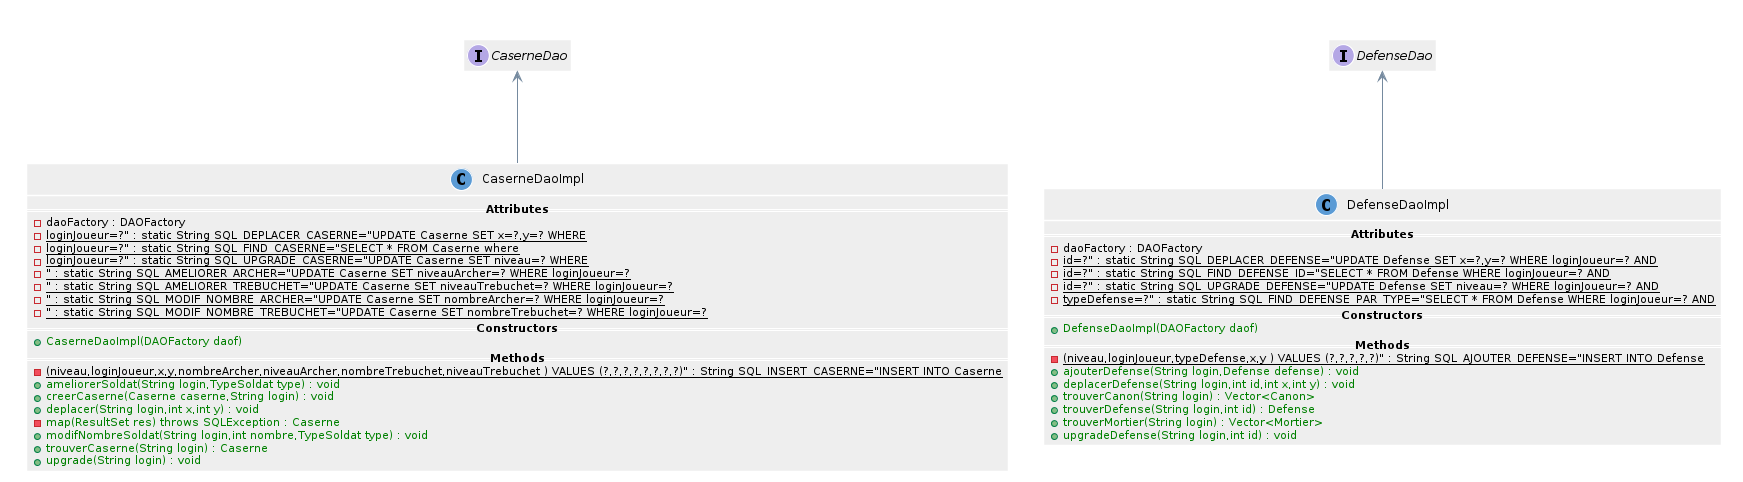 I CaserneDao
C CaserneDaoImpl
Attributes
daoFactory : DAOFactory
loginJoueur=?" : static String SQL_DEPLACER_CASERNE="UPDATE Caserne SET x=?,y=? WHERE
loginJoueur=?" : static String SQL_FIND_CASERNE="SELECT * FROM Caserne where
loginJoueur=?" : static String SQL_UPGRADE_CASERNE="UPDATE Caserne SET niveau=? WHERE
" : static String SQL_AMELIORER_ARCHER="UPDATE Caserne SET niveauArcher=? WHERE loginJoueur=?
" : static String SQL_AMELIORER_TREBUCHET="UPDATE Caserne SET niveauTrebuchet=? WHERE loginJoueur=?
" : static String SQL_MODIF_NOMBRE_ARCHER="UPDATE Caserne SET nombreArcher=? WHERE loginJoueur=?
" : static String SQL_MODIF_NOMBRE_TREBUCHET="UPDATE Caserne SET nombreTrebuchet=? WHERE loginJoueur=?
Constructors
CaserneDaoImpl(DAOFactory daof)
Methods
(niveau,loginJoueur,x,y,nombreArcher,niveauArcher,nombreTrebuchet,niveauTrebuchet ) VALUES (?,?,?,?,?,?,?,?)" : String SQL_INSERT_CASERNE="INSERT INTO Caserne
ameliorerSoldat(String login,TypeSoldat type) : void
creerCaserne(Caserne caserne,String login) : void
deplacer(String login,int x,int y) : void
map(ResultSet res) throws SQLException : Caserne
modifNombreSoldat(String login,int nombre,TypeSoldat type) : void
trouverCaserne(String login) : Caserne
upgrade(String login) : void
I DefenseDao
C DefenseDaoImpl
Attributes
daoFactory : DAOFactory
id=?" : static String SQL_DEPLACER_DEFENSE="UPDATE Defense SET x=?,y=? WHERE loginJoueur=? AND
id=?" : static String SQL_FIND_DEFENSE_ID="SELECT * FROM Defense WHERE loginJoueur=? AND
id=?" : static String SQL_UPGRADE_DEFENSE="UPDATE Defense SET niveau=? WHERE loginJoueur=? AND
typeDefense=?" : static String SQL_FIND_DEFENSE_PAR_TYPE="SELECT * FROM Defense WHERE loginJoueur=? AND
Constructors
DefenseDaoImpl(DAOFactory daof)
Methods
(niveau,loginJoueur,typeDefense,x,y ) VALUES (?,?,?,?,?)" : String SQL_AJOUTER_DEFENSE="INSERT INTO Defense
ajouterDefense(String login,Defense defense) : void
deplacerDefense(String login,int id,int x,int y) : void
trouverCanon(String login) : Vector<Canon>
trouverDefense(String login,int id) : Defense
trouverMortier(String login) : Vector<Mortier>
upgradeDefense(String login,int id) : void